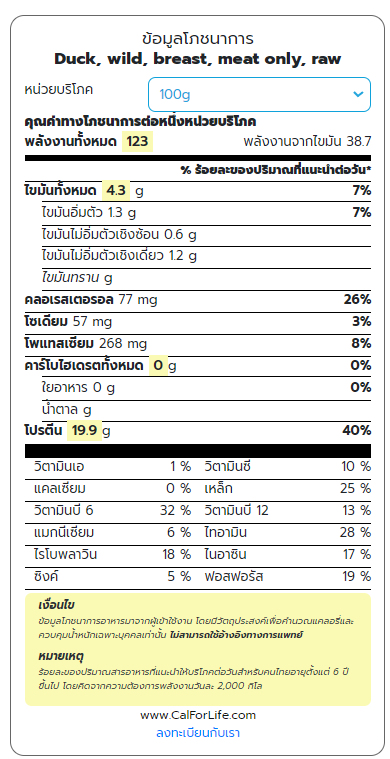 ข้อมูลโภชนาการ
Duck, wild, breast, meat only, raw
หน่วยบริโภค 100g
คุณค่าทางโภชนาการต่อหนึ่งหน่วยบริโภค
พลังงานทั้งหมด 123 พลังงานจากไขมัน 38.7
% ร้อยละของปริมาณที่แนะนำต่อวัน*
ไขมันทั้งหมด 4.3 g 7%
ไขมันอิ่มตัว 1.3 g 7%
ไขมันไม่อิ่มตัวเชิงซ้อน 0.6 g
ไขมันไม่อิ่มตัวเชิงเดี่ยว 1.2 g
ไขมันทราน g
คลอเรสเตอรอล 77 mg 26%
โซเดียม 57 mg 3%
โพแทสเซียม 268 mg 8%
คาร์โบไฮเดรตทั้งหมด 0 g 0%
ใยอาหาร 0 g 0%
น้ำตาล g
โปรตีน 19.9 g 40%
วิตามินเอ 1 % วิตามินซี 10 %
แคลเซียม 0 % เหล็ก 25 %
วิตามินบี 6 32 % วิตามินบี 12 13 %
แมกนีเซียม 6 % ไทอามิน 28 %
ไรโบพลาวิน 18 % ไนอาซิน 17 %
ซิงค์ 5 % ฟอสฟอรัส 19 %
เงื่อนไข
ข้อมูลโภชนาการอาหารมาจากผู้เข้าใช้งาน โดยมีวัตถุประสงค์เพื่อคำนวณแคลอรี่และ
ควบคุมน้ำหนักเฉพาะบุคคลเท่านั้น ไม่สามารถใช้อ้างอิงทางการแพทย์
หมายเหตุ
ร้อยละของปริมาณสารอาหารที่แนะนำให้บริโภคต่อวันสำหรับคนไทยอายุตั้งแต่ 6 ปี
ขึ้นไป โดยคิดจากความต้องการพลังงานวันละ 2,000 กิโล
www.CalForLife.com
ลงทะเบียนกับเรา